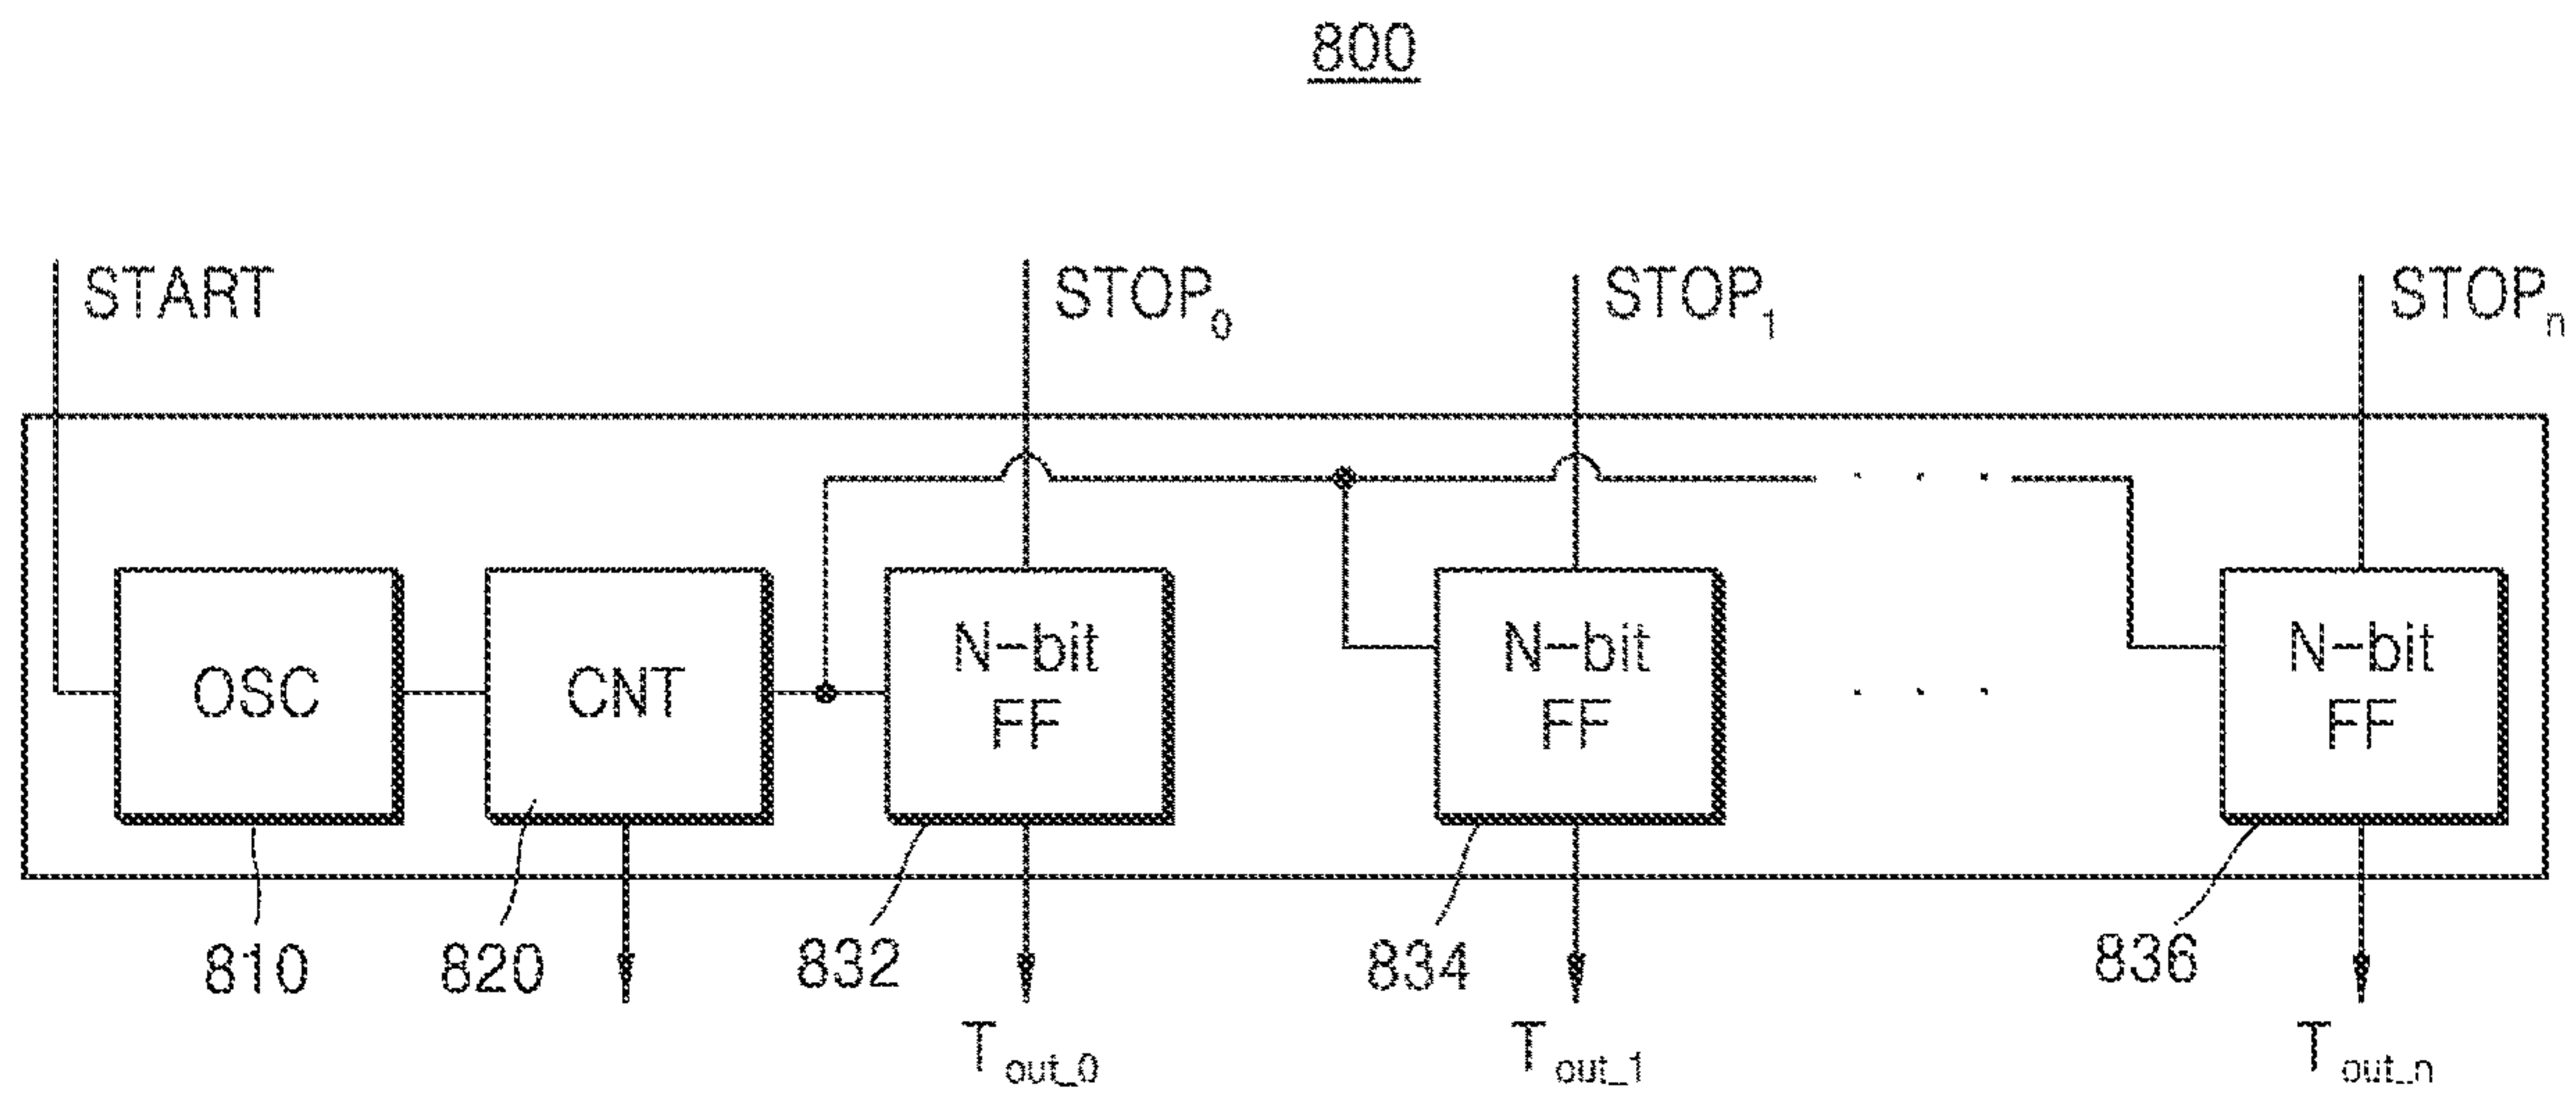 800
START STOP0 STOP1 STOPn
OSC CNT N-bit FF N-bit FF N-bit FF
810 820 832 834 836
Tout_0 Tout_1 Tout_n